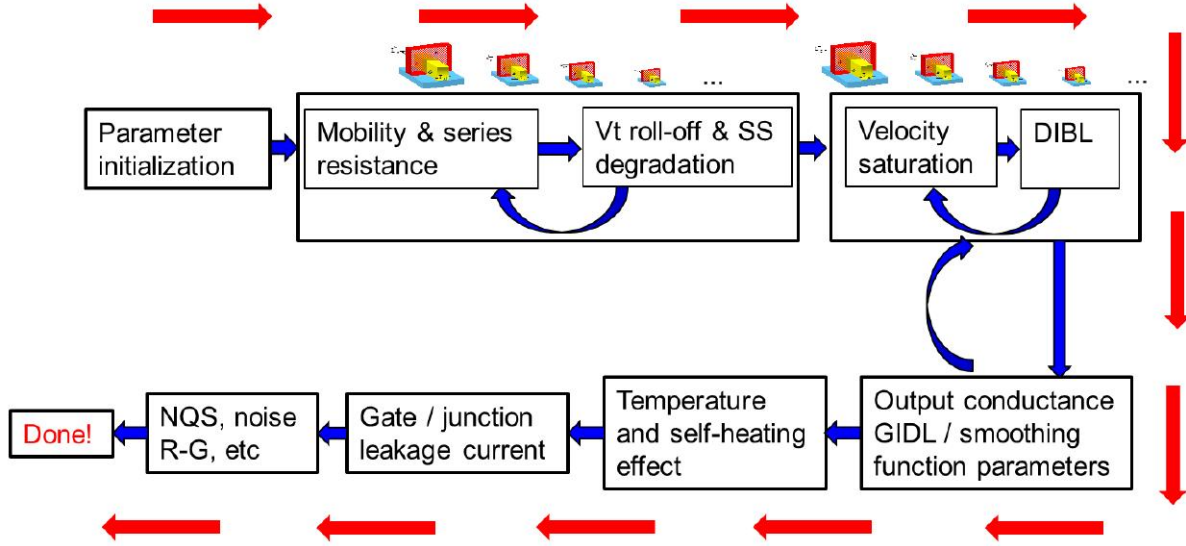 ...
...
Parameter
initialization
Mobility & series
resistance
Vt roll-off & SS
degradation
Velocity
saturation
DIBL
Output conductance
GIDL / smoothing
function parameters
Temperature
and self-heating
effect
Gate / junction
leakage current
NQS, noise
R-G, etc
Done!